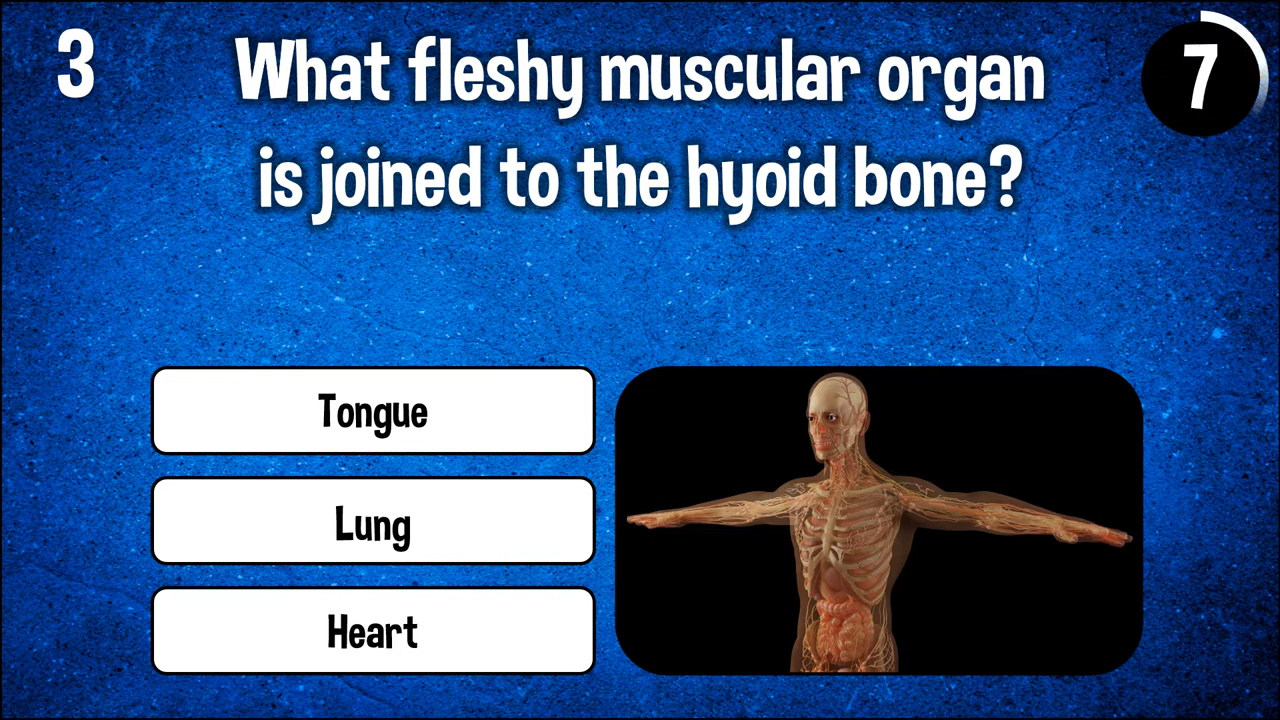 3
What fleshy muscular organ
7
is joined to the hyoid bone?
Tongue
Lung
Heart